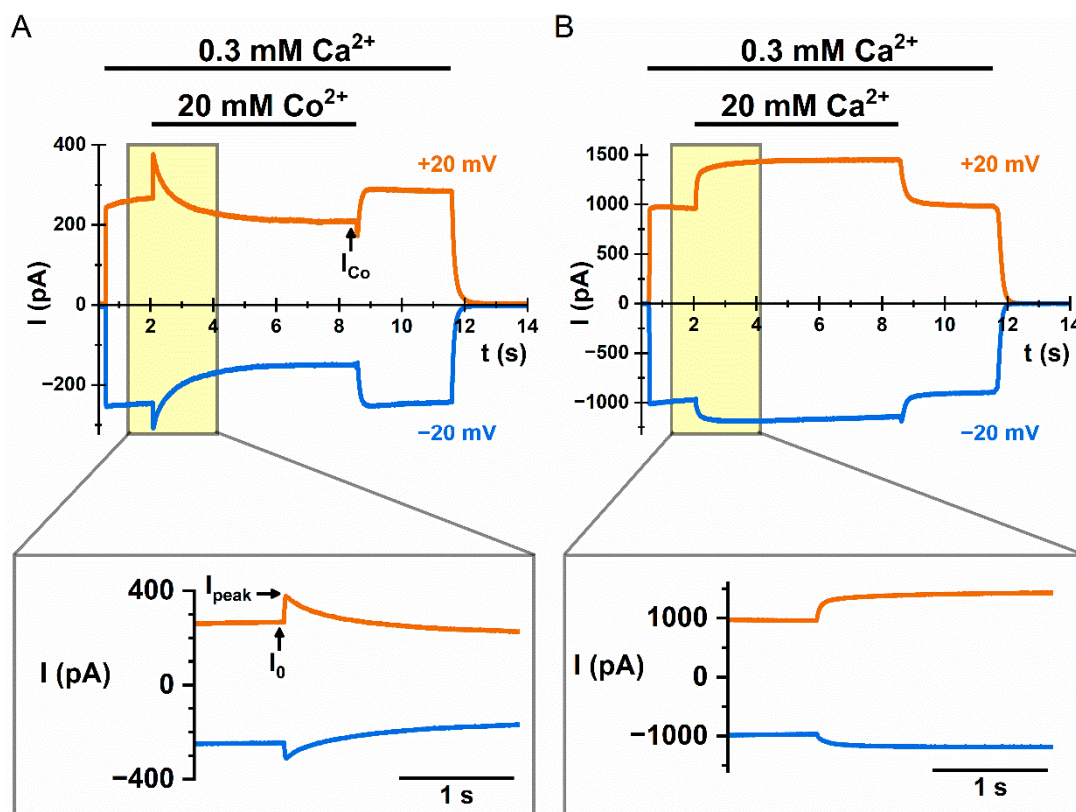 A
0.3 mM Ca²⁺
20 mM Co²⁺
400
200
0
−200
I (pA)
2
4
6
8
10
12
14
t (s)
+20 mV
−20 mV
I_Co
400
0
−400
I (pA)
I_peak
I_0
1 s
B
0.3 mM Ca²⁺
20 mM Ca²⁺
1500
1000
500
0
−500
−1000
I (pA)
2
4
6
8
10
12
14
t (s)
+20 mV
−20 mV
1000
0
−1000
I (pA)
1 s